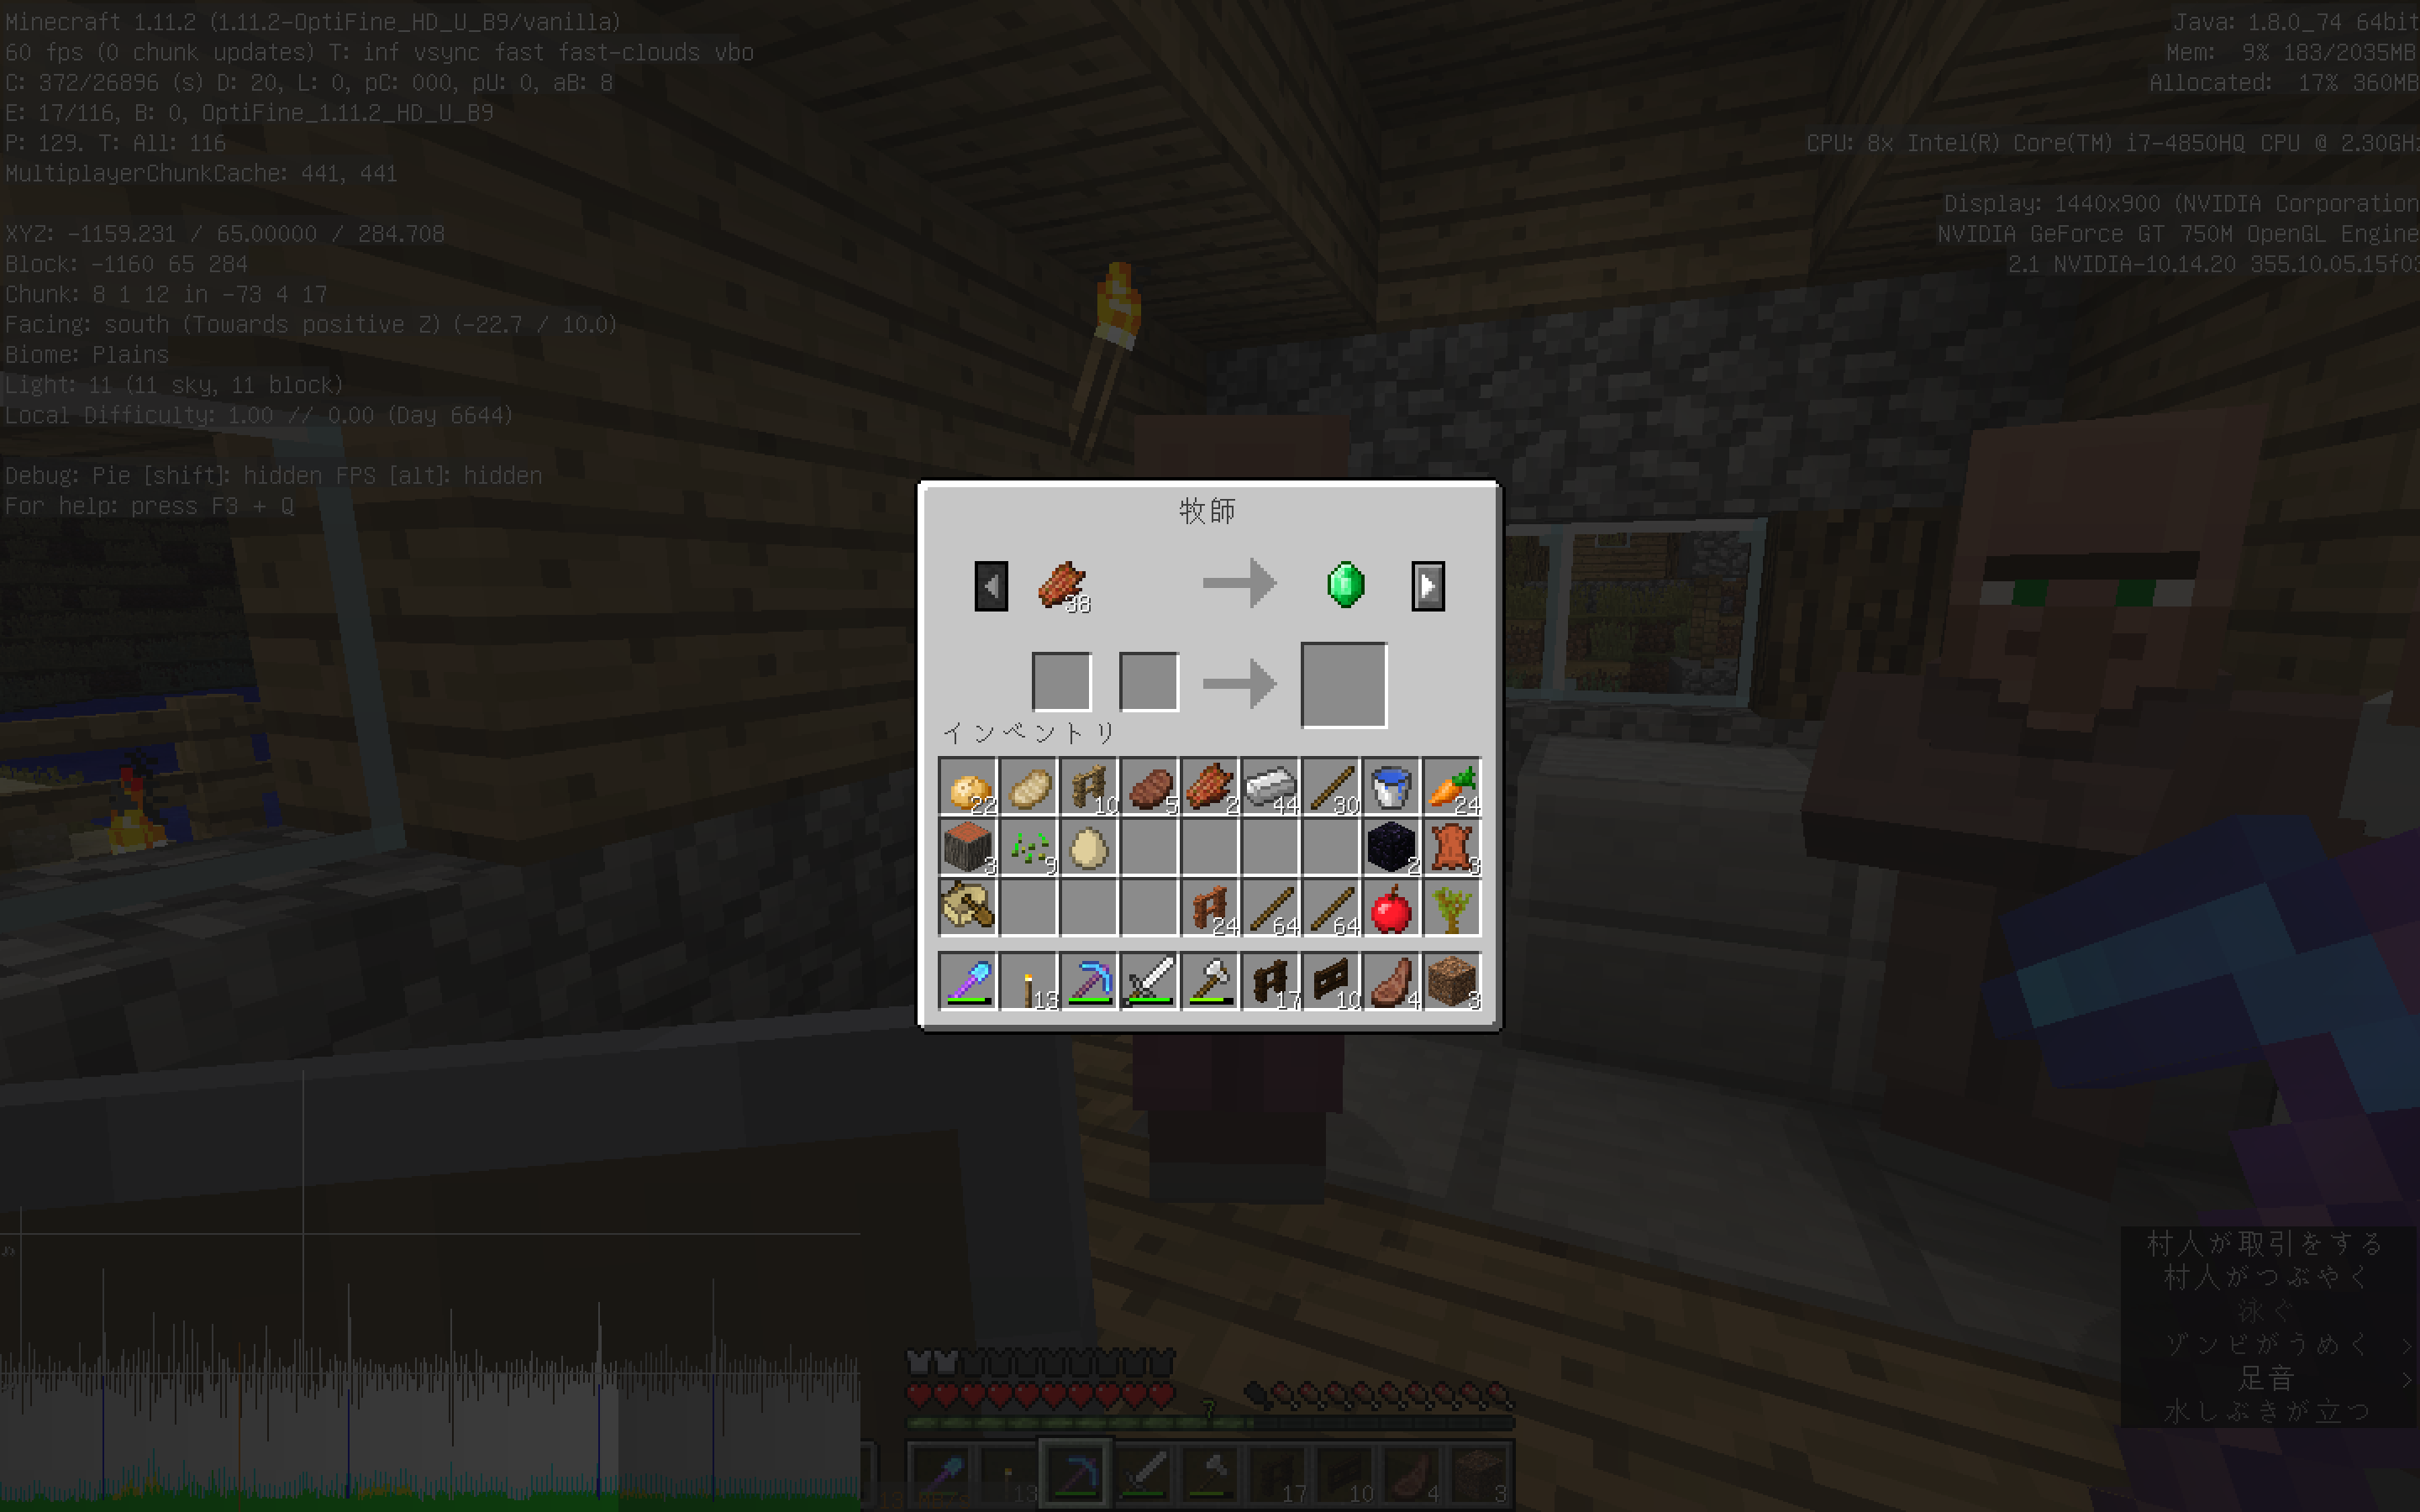 Minecraft 1.11.2 (1.11.2-OptiFine_HD_U_B9/vanilla)
60 fps (0 chunk updates) T: inf vsync fast fast-clouds vbo
C: 372/26896 (s) D: 20, L: 0, pC: 000, pU: 0, aB: 8
E: 17/116, B: 0, OptiFine_1.11.2_HD_U_B9
P: 129. T: All: 116
MultiplayerChunkCache: 441, 441
XYZ: -1159.231 / 65.00000 / 284.708
Block: -1160 65 284
Chunk: 8 1 12 in -73 4 17
Facing: south (Towards positive Z) (-22.7 / 10.0)
Biome: Plains
Light: 11 (11 sky, 11 block)
Local Difficulty: 1.00 // 0.00 (Day 6644)
Debug: Pie [shift]: hidden FPS [alt]: hidden
For help: press F3 + Q
Java: 1.8.0_74 64bit
Mem: 9% 183/2035MB
Allocated: 17% 360MB
CPU: 8x Intel(R) Core(TM) i7-4850HQ CPU @ 2.30GHz
Display: 1440x900 (NVIDIA Corporation
NVIDIA GeForce GT 750M OpenGL Engine
2.1 NVIDIA-10.14.20 355.10.05.15f03
牧師
38
インベントリ
22 10 5 2 44 30 24
3 9 2 3
24 64 64
13 17 10 4 3
村人が取引をする
村人がつぶやく
泳ぐ
ゾンビがうめく >
足音 >
水しぶきが立つ
7
13 17 10 4 3